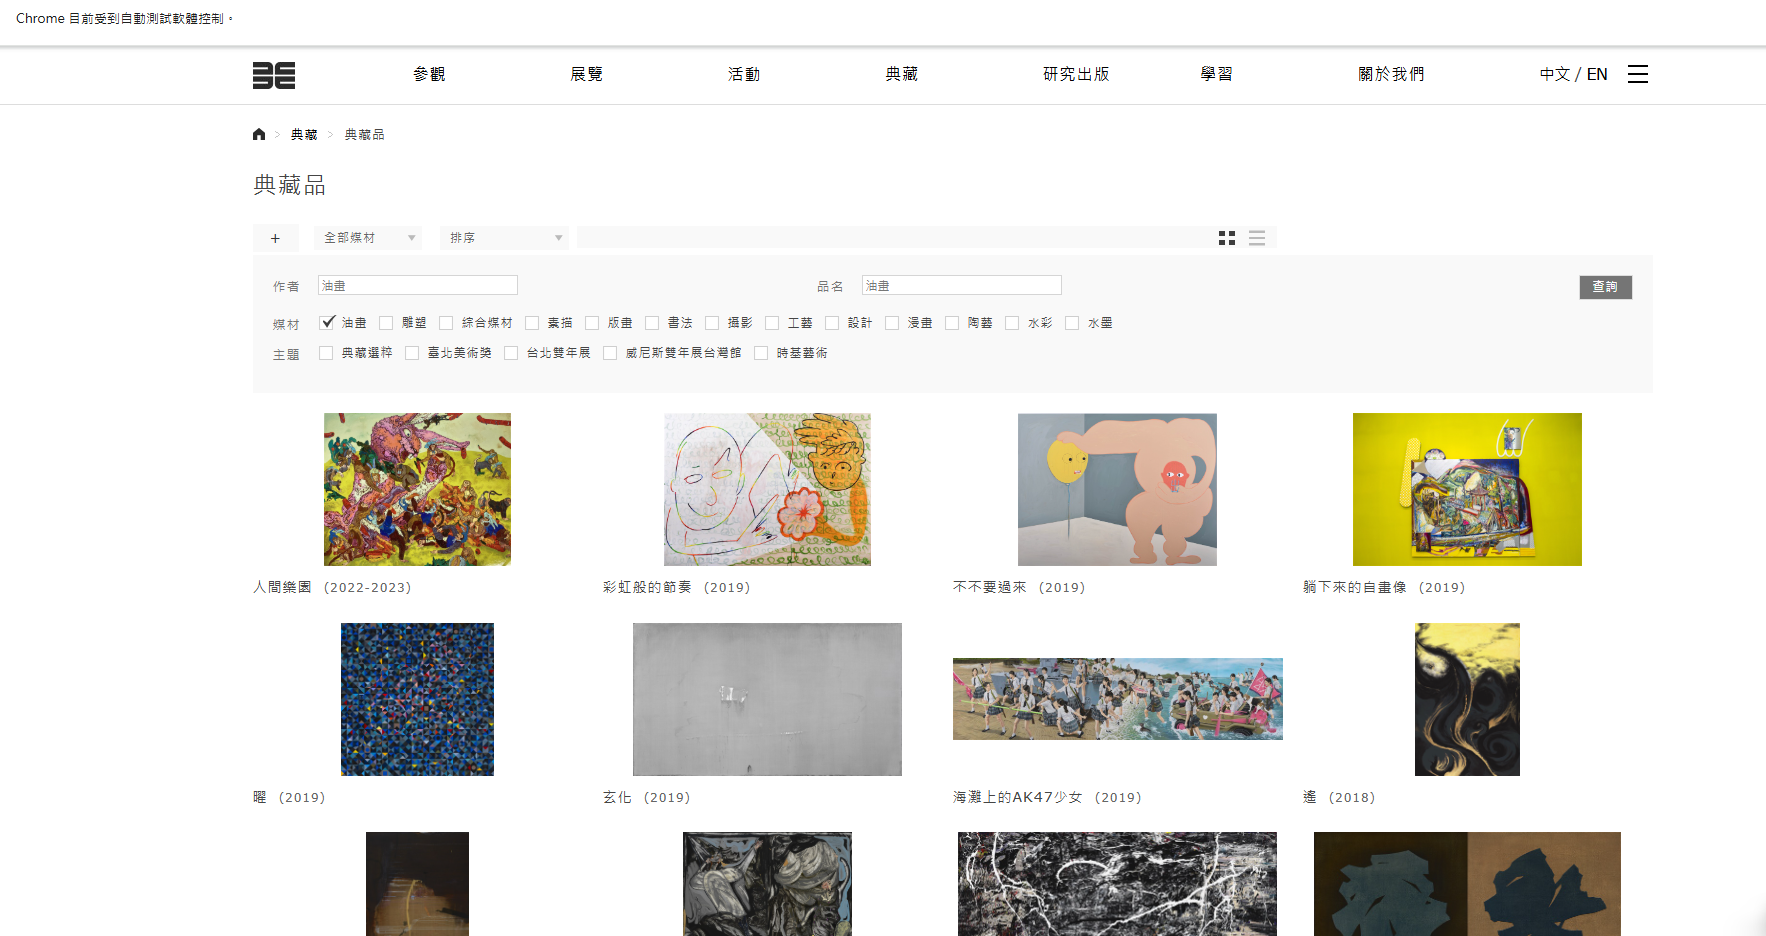 Chrome 目前受到自動測試軟體控制。
參觀 展覽 活動 典藏 研究出版 學習 關於我們 中文 / EN
典藏 > 典藏品
典藏品
+ 全部媒材 排序
作者 油畫 品名 油畫 查詢
媒材 油畫 雕塑 綜合媒材 素描 版畫 書法 攝影 工藝 設計 漫畫 陶藝 水彩 水墨
主題 典藏選粹 臺北美術獎 台北雙年展 威尼斯雙年展台灣館 時基藝術
人間樂園 (2022-2023) 彩虹般的節奏 (2019) 不不要過來 (2019) 躺下來的自畫像 (2019)
曜 (2019) 玄化 (2019) 海灘上的AK47少女 (2019) 遙 (2018)